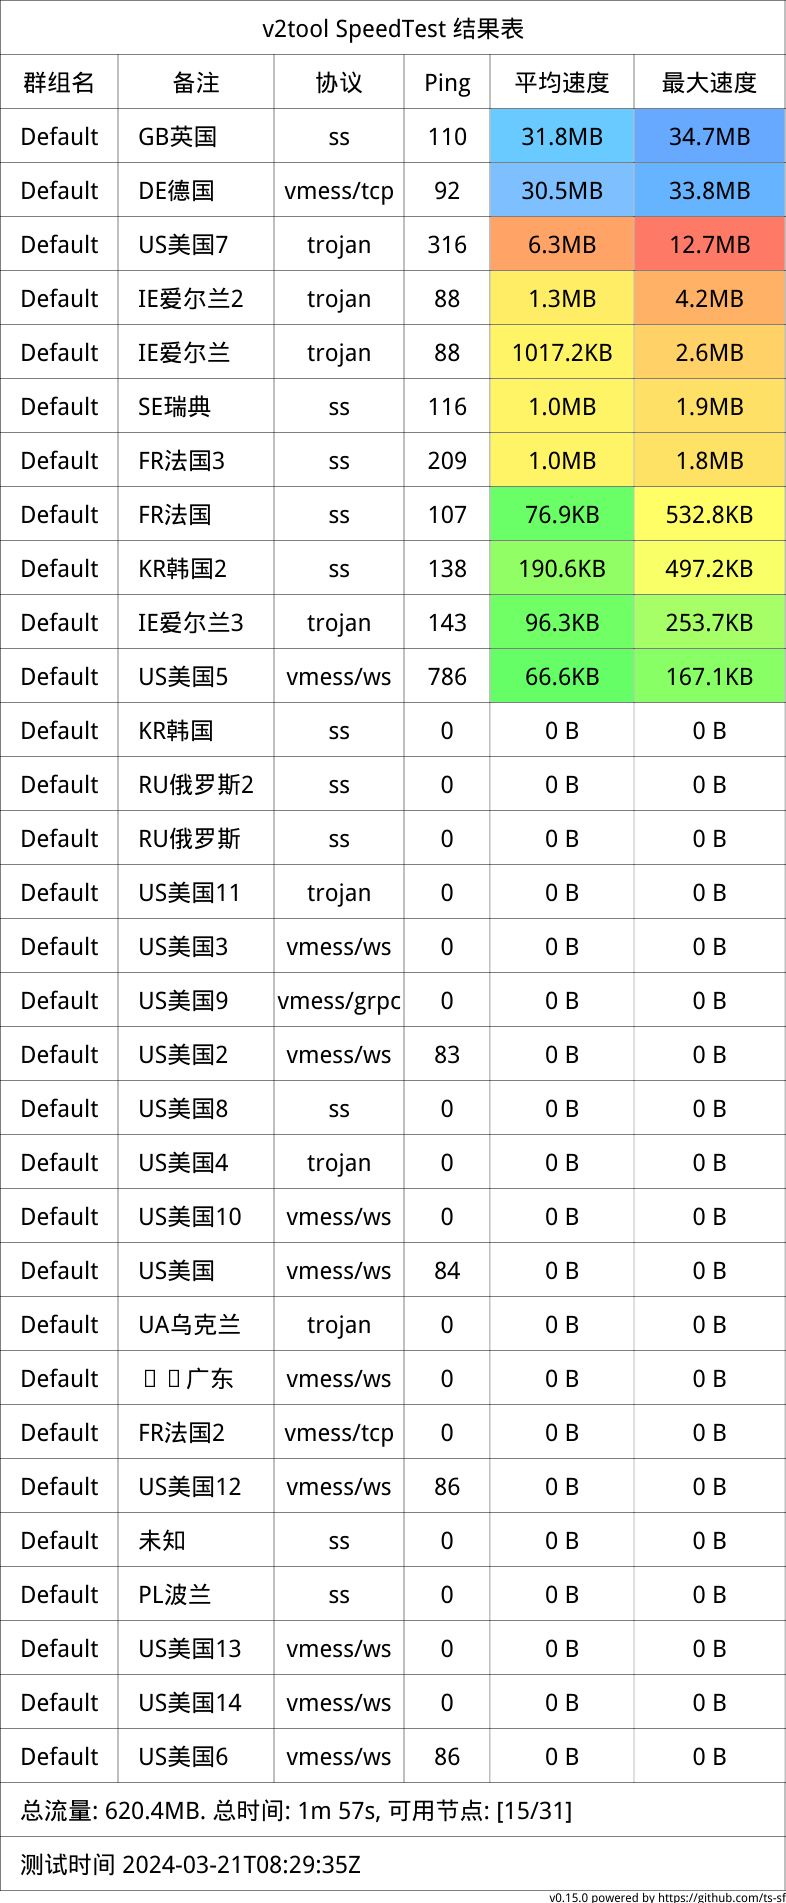 v2tool SpeedTest 结果表
群组名 备注 协议 Ping 平均速度 最大速度
Default GB英国 ss 110 31.8MB 34.7MB
Default DE德国 vmess/tcp 92 30.5MB 33.8MB
Default US美国7 trojan 316 6.3MB 12.7MB
Default IE爱尔兰2 trojan 88 1.3MB 4.2MB
Default IE爱尔兰 trojan 88 1017.2KB 2.6MB
Default SE瑞典 ss 116 1.0MB 1.9MB
Default FR法国3 ss 209 1.0MB 1.8MB
Default FR法国 ss 107 76.9KB 532.8KB
Default KR韩国2 ss 138 190.6KB 497.2KB
Default IE爱尔兰3 trojan 143 96.3KB 253.7KB
Default US美国5 vmess/ws 786 66.6KB 167.1KB
Default KR韩国 ss 0 0 B 0 B
Default RU俄罗斯2 ss 0 0 B 0 B
Default RU俄罗斯 ss 0 0 B 0 B
Default US美国11 trojan 0 0 B 0 B
Default US美国3 vmess/ws 0 0 B 0 B
Default US美国9 vmess/grpc 0 0 B 0 B
Default US美国2 vmess/ws 83 0 B 0 B
Default US美国8 ss 0 0 B 0 B
Default US美国4 trojan 0 0 B 0 B
Default US美国10 vmess/ws 0 0 B 0 B
Default US美国 vmess/ws 84 0 B 0 B
Default UA乌克兰 trojan 0 0 B 0 B
Default 广东 vmess/ws 0 0 B 0 B
Default FR法国2 vmess/tcp 0 0 B 0 B
Default US美国12 vmess/ws 86 0 B 0 B
Default 未知 ss 0 0 B 0 B
Default PL波兰 ss 0 0 B 0 B
Default US美国13 vmess/ws 0 0 B 0 B
Default US美国14 vmess/ws 0 0 B 0 B
Default US美国6 vmess/ws 86 0 B 0 B
总流量: 620.4MB. 总时间: 1m 57s, 可用节点: [15/31]
测试时间 2024-03-21T08:29:35Z
v0.15.0 powered by https://github.com/ts-sf